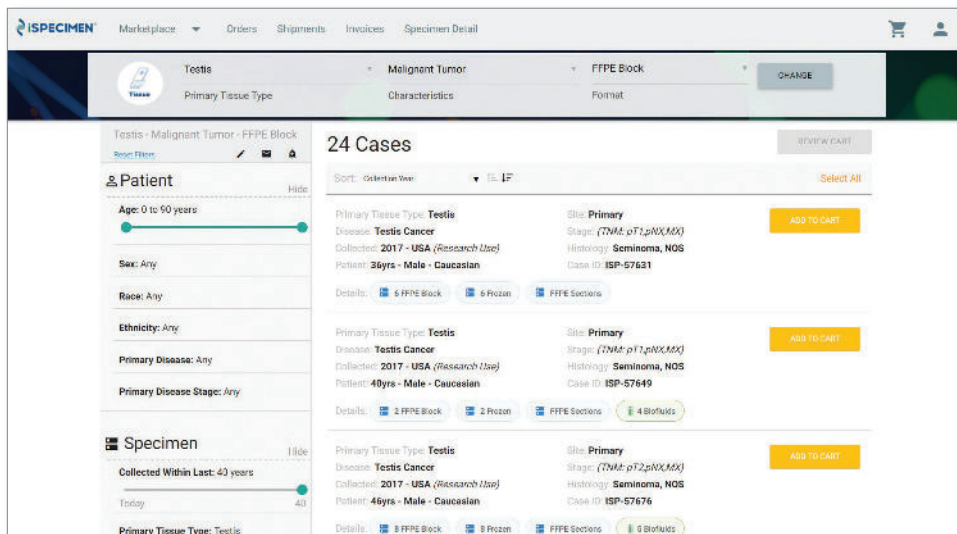 iSPECIMEN
Marketplace Orders Shipments Invoices Specimen Detail
Tissue
Testis Malignant Tumor FFPE Block
CHANGE
Primary Tissue Type Characteristics Format
Testis - Malignant Tumor - FFPE Block
Reset Filters
24 Cases
REVIEW CART
Patient
Hide
Sort: Collection Year
Select All
Age: 0 to 90 years
Sex: Any
Race: Any
Ethnicity: Any
Primary Disease: Any
Primary Disease Stage: Any
Specimen
Hide
Collected Within Last: 40 years
Today 40
Primary Tissue Type: Testis
Primary Tissue Type: Testis Site: Primary
ADD TO CART
Disease: Testis Cancer Stage: (TNM: pT1,pNX,MX)
Collected: 2017 - USA (Research Use) Histology: Seminoma, NOS
Patient: 36yrs - Male - Caucasian Case ID: ISP-57631
Details: 6 FFPE Block 6 Frozen FFPE Sections
Primary Tissue Type: Testis Site: Primary
ADD TO CART
Disease: Testis Cancer Stage: (TNM: pT1,pNX,MX)
Collected: 2017 - USA (Research Use) Histology: Seminoma, NOS
Patient: 40yrs - Male - Caucasian Case ID: ISP-57649
Details: 2 FFPE Block 2 Frozen FFPE Sections 4 Biofluids
Primary Tissue Type: Testis Site: Primary
ADD TO CART
Disease: Testis Cancer Stage: (TNM: pT2,pNX,MX)
Collected: 2017 - USA (Research Use) Histology: Seminoma, NOS
Patient: 46yrs - Male - Caucasian Case ID: ISP-57676
Details: 8 FFPE Block 8 Frozen FFPE Sections Biofluids